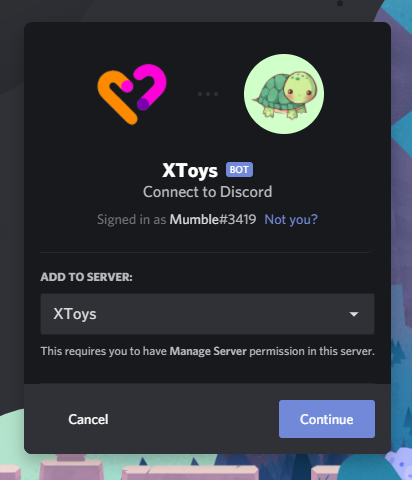 XToys BOT
Connect to Discord
Signed in as Mumble#3419 Not you?
ADD TO SERVER:
XToys
This requires you to have Manage Server permission in this server.
Cancel
Continue